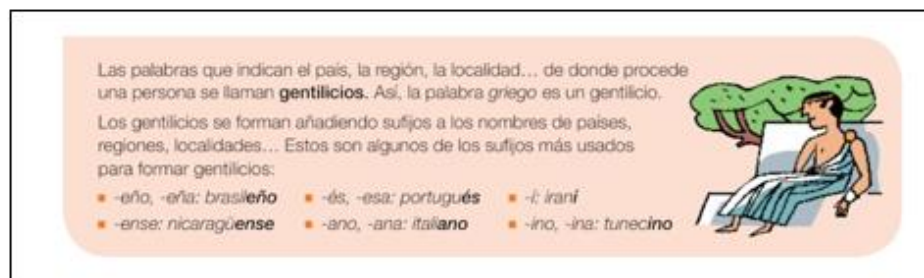 Las palabras que indican el país, la región, la localidad... de donde procede
una persona se llaman gentilicios. Así, la palabra griego es un gentilicio.
Los gentilicios se forman añadiendo sufijos a los nombres de países,
regiones, localidades... Estos son algunos de los sufijos más usados
para formar gentilicios:
▪ -eño, -eña: brasileño ▪ -és, -esa: portugués ▪ -í: iraní
▪ -ense: nicaragüense ▪ -ano, -ana: italiano ▪ -ino, -ina: tunecino